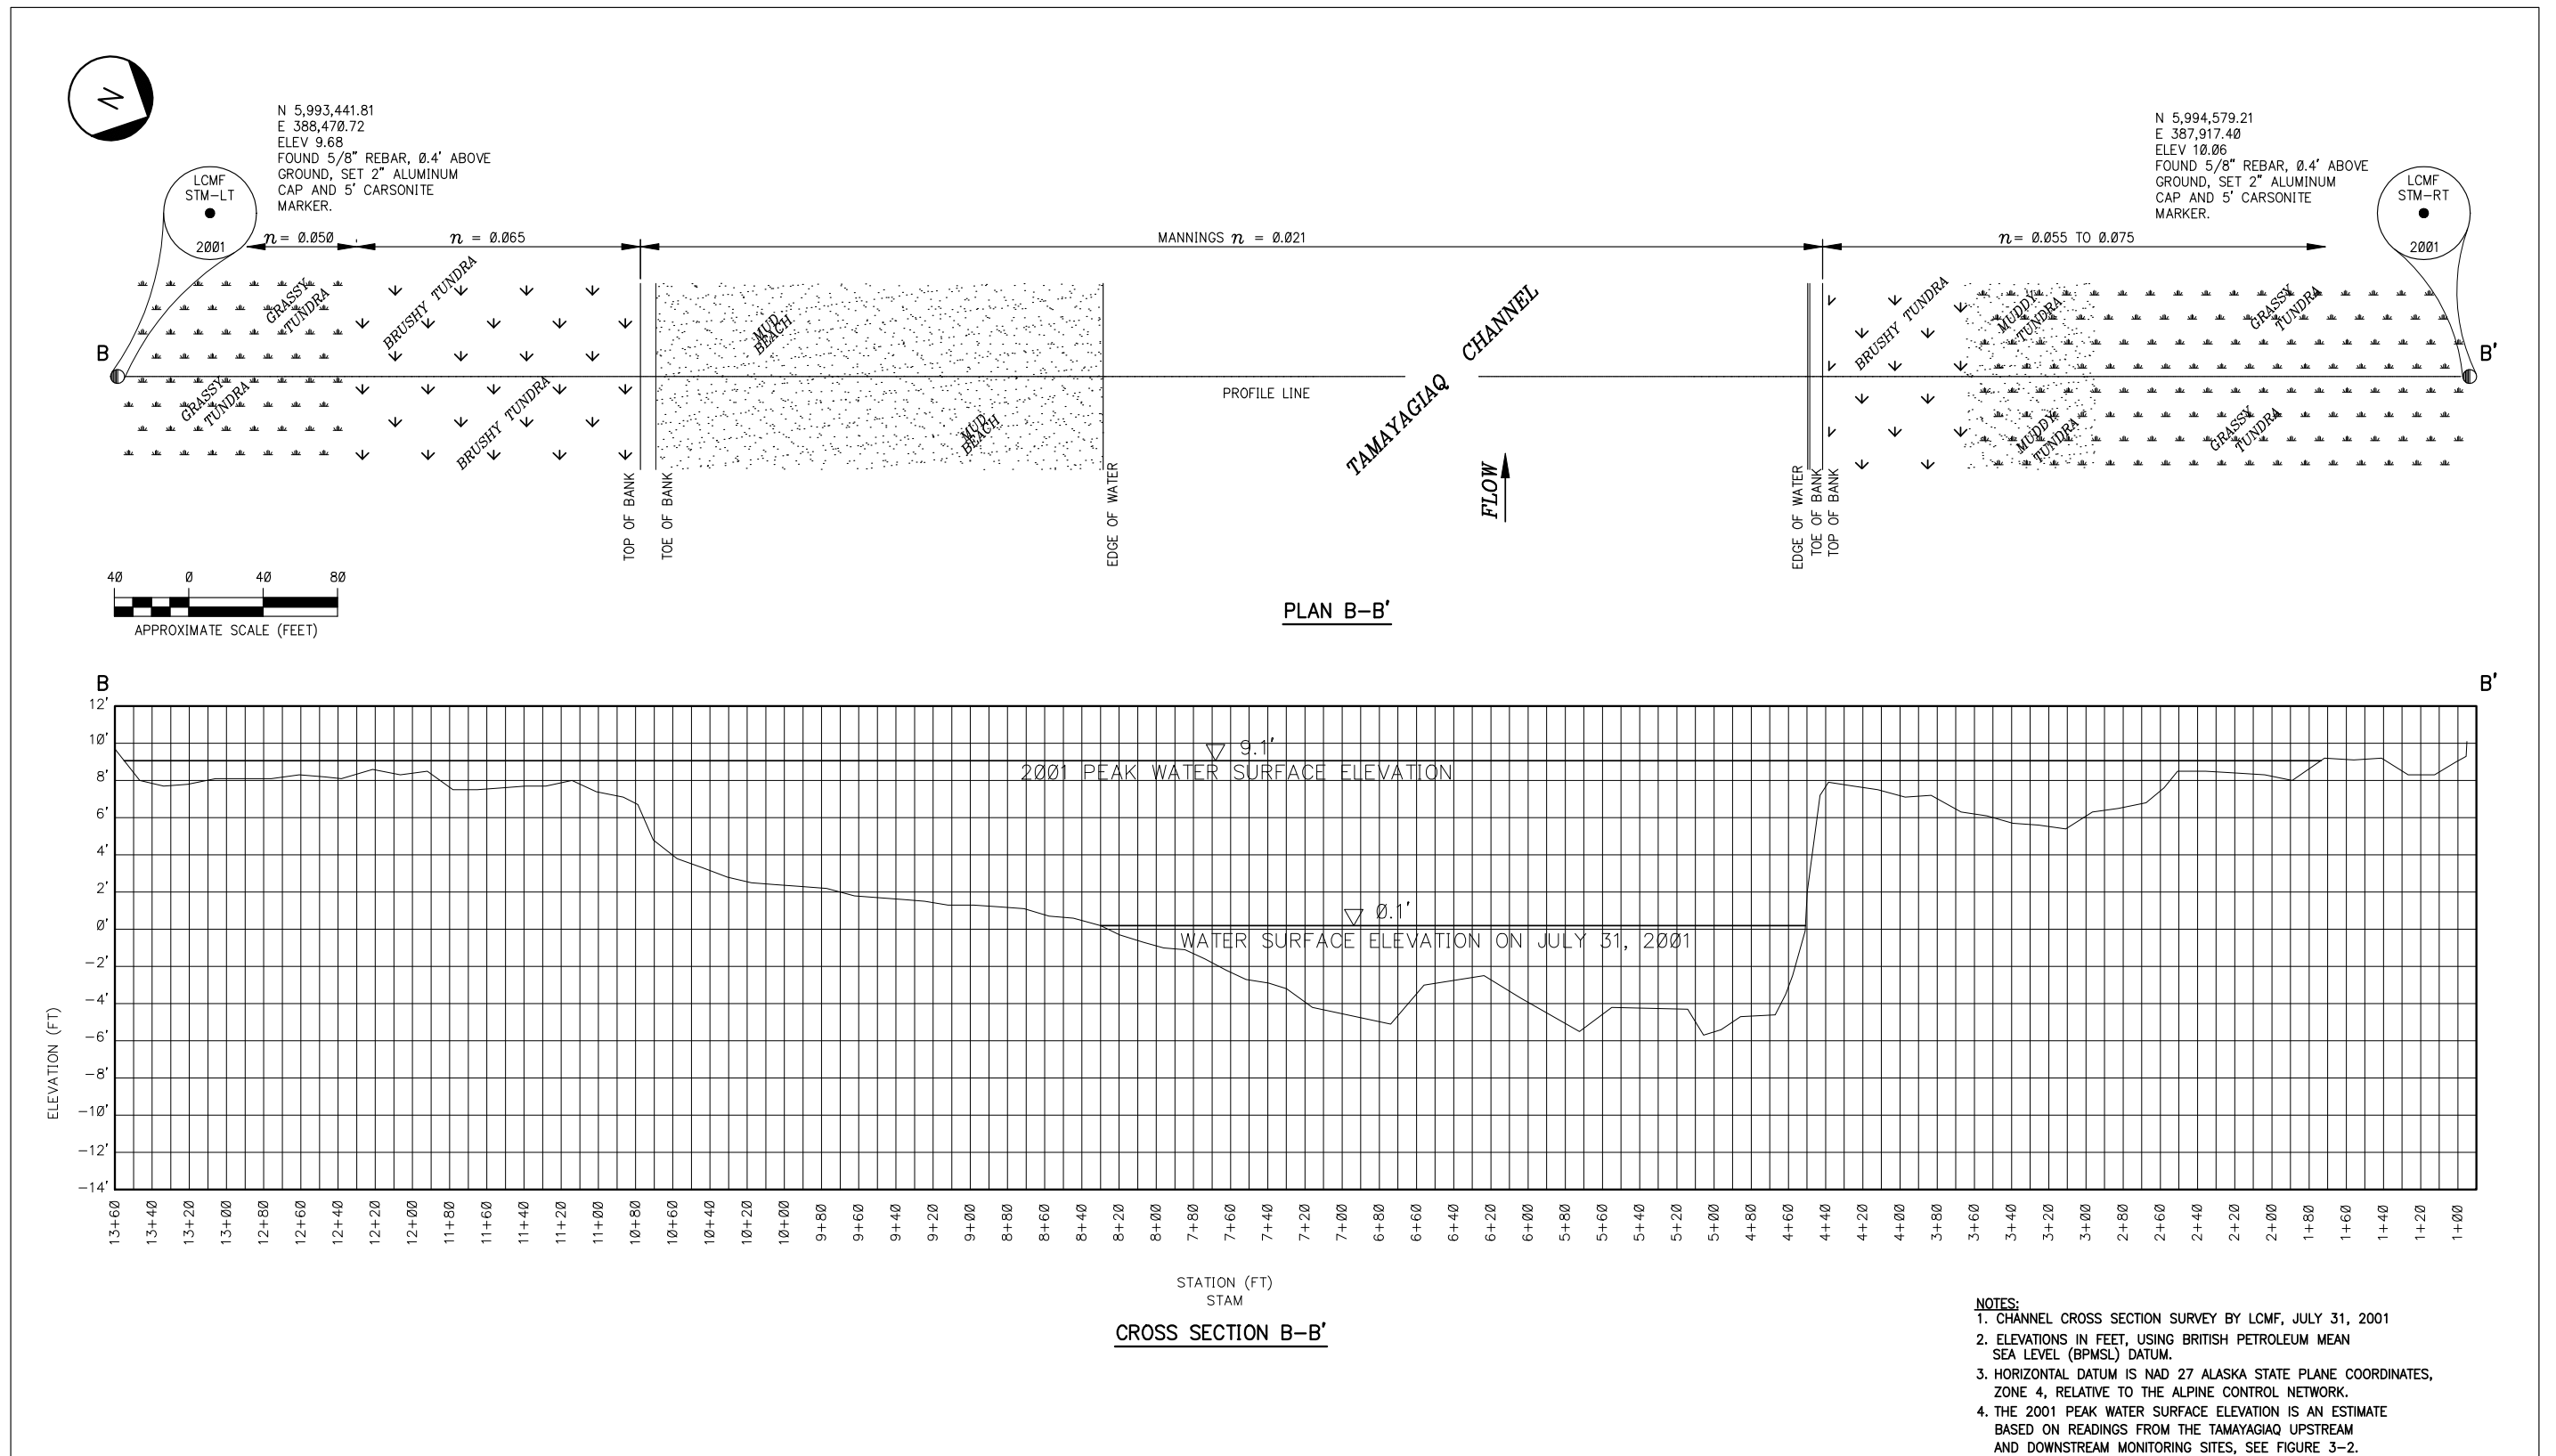 N
N 5,993,441.81
E 388,470.72
ELEV 9.68
FOUND 5/8" REBAR, 0.4' ABOVE
GROUND, SET 2" ALUMINUM
CAP AND 5' CARSONITE
MARKER.
LCMF
STM-LT
2001
N 5,994,579.21
E 387,917.40
ELEV 10.06
FOUND 5/8" REBAR, 0.4' ABOVE
GROUND, SET 2" ALUMINUM
CAP AND 5' CARSONITE
MARKER.
LCMF
STM-RT
2001
n = 0.050
n = 0.065
MANNINGS n = 0.021
n = 0.055 TO 0.075
GRASSY
TUNDRA
BRUSHY TUNDRA
MUD
BEACH
TAMAYAGIAQ CHANNEL
BRUSHY TUNDRA
MUDDY
TUNDRA
GRASSY
TUNDRA
B
B'
PROFILE LINE
GRASSY
TUNDRA
BRUSHY TUNDRA
MUD
BEACH
MUDDY
TUNDRA
GRASSY
TUNDRA
FLOW
TOP OF BANK
TOE OF BANK
EDGE OF WATER
EDGE OF WATER
TOE OF BANK
TOP OF BANK
40 0 40 80
APPROXIMATE SCALE (FEET)
PLAN B-B'
B
B'
12'
10'
8'
6'
4'
2'
0'
-2'
-4'
-6'
-8'
-10'
-12'
-14'
ELEVATION (FT)
9.1'
2001 PEAK WATER SURFACE ELEVATION
0.1'
WATER SURFACE ELEVATION ON JULY 31, 2001
13+60 13+40 13+20 13+00 12+80 12+60 12+40 12+20 12+00 11+80 11+60 11+40 11+20 11+00 10+80 10+60 10+40 10+20 10+00 9+80 9+60 9+40 9+20 9+00 8+80 8+60 8+40 8+20 8+00 7+80 7+60 7+40 7+20 7+00 6+80 6+60 6+40 6+20 6+00 5+80 5+60 5+40 5+20 5+00 4+80 4+60 4+40 4+20 4+00 3+80 3+60 3+40 3+20 3+00 2+80 2+60 2+40 2+20 2+00 1+80 1+60 1+40 1+20 1+00
STATION (FT)
STAM
CROSS SECTION B-B'
NOTES:
1. CHANNEL CROSS SECTION SURVEY BY LCMF, JULY 31, 2001
2. ELEVATIONS IN FEET, USING BRITISH PETROLEUM MEAN
SEA LEVEL (BPMSL) DATUM.
3. HORIZONTAL DATUM IS NAD 27 ALASKA STATE PLANE COORDINATES,
ZONE 4, RELATIVE TO THE ALPINE CONTROL NETWORK.
4. THE 2001 PEAK WATER SURFACE ELEVATION IS AN ESTIMATE
BASED ON READINGS FROM THE TAMAYAGIAQ UPSTREAM
AND DOWNSTREAM MONITORING SITES, SEE FIGURE 3-2.